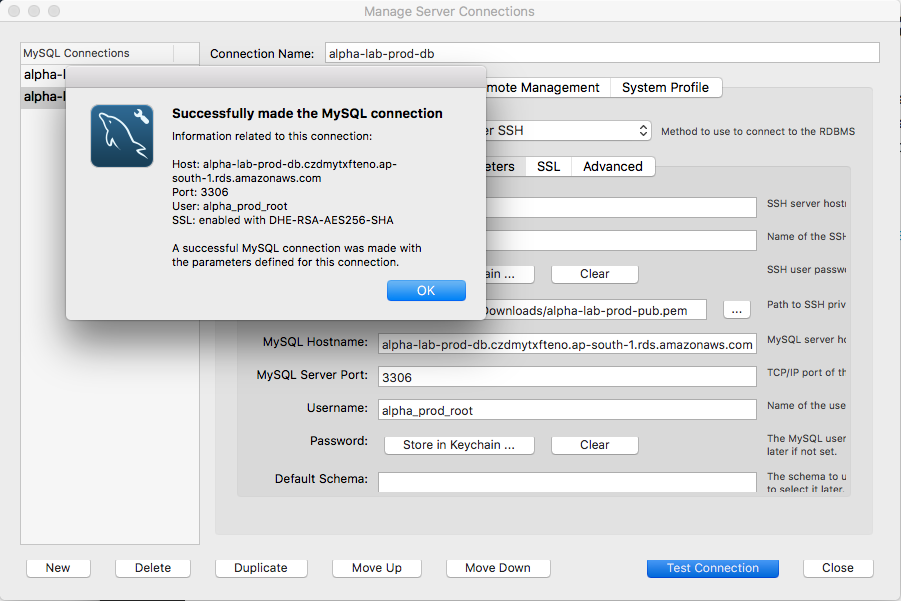 Manage Server Connections
MySQL Connections
Connection Name: alpha-lab-prod-db
alpha-l
alpha-l
mote Management System Profile
er SSH Method to use to connect to the RDBMS
eters SSL Advanced
Successfully made the MySQL connection
Information related to this connection:
Host: alpha-lab-prod-db.czdmytxfteno.ap-
south-1.rds.amazonaws.com
Port: 3306
User: alpha_prod_root
SSL: enabled with DHE-RSA-AES256-SHA
A successful MySQL connection was made with
the parameters defined for this connection.
OK
SSH server host
Name of the SSH
ain ... Clear SSH user passw
Downloads/alpha-lab-prod-pub.pem ... Path to SSH priv
MySQL Hostname: alpha-lab-prod-db.czdmytxfteno.ap-south-1.rds.amazonaws.com MySQL server ho
MySQL Server Port: 3306 TCP/IP port of th
Username: alpha_prod_root Name of the use
Password: Store in Keychain ... Clear The MySQL user
later if not set.
Default Schema: The schema to u
to select it later.
New Delete Duplicate Move Up Move Down Test Connection Close